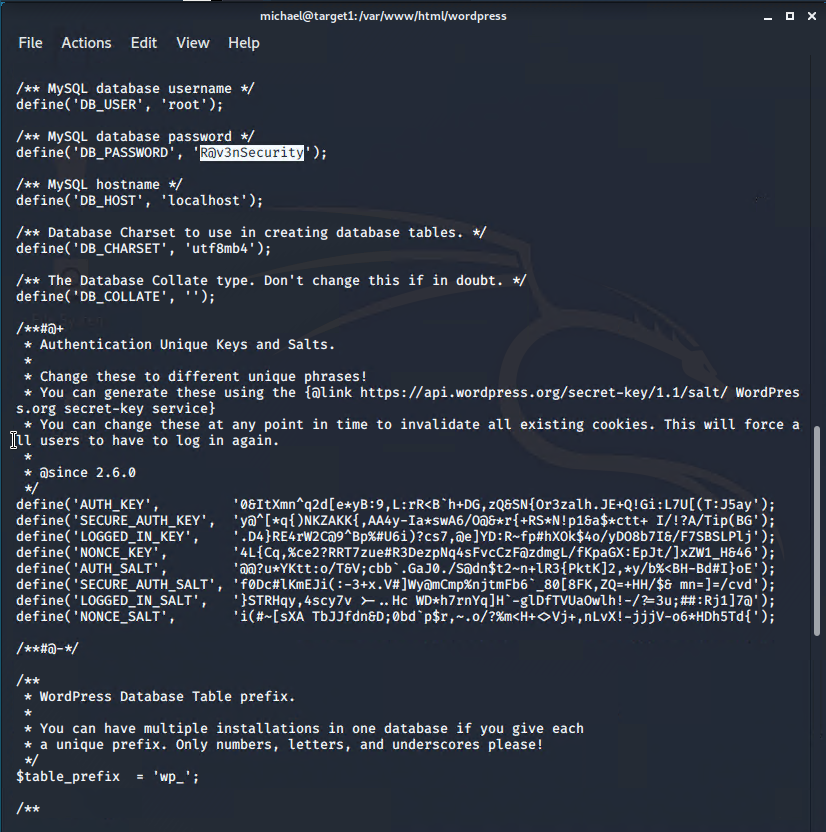 michael@target1:/var/www/html/wordpress
File Actions Edit View Help
/** MySQL database username */
define('DB_USER', 'root');
/** MySQL database password */
define('DB_PASSWORD', 'R@v3nSecurity');
/** MySQL hostname */
define('DB_HOST', 'localhost');
/** Database Charset to use in creating database tables. */
define('DB_CHARSET', 'utf8mb4');
/** The Database Collate type. Don't change this if in doubt. */
define('DB_COLLATE', '');
/**#@+
 * Authentication Unique Keys and Salts.
 *
 * Change these to different unique phrases!
 * You can generate these using the {@link https://api.wordpress.org/secret-key/1.1/salt/ WordPres
s.org secret-key service}
 * You can change these at any point in time to invalidate all existing cookies. This will force a
ll users to have to log in again.
 *
 * @since 2.6.0
 */
define('AUTH_KEY',         '0&ItXmn^q2d[e*yB:9,L:rR<B`h+DG,zQ&SN{Or3zalh.JE+Q!Gi:L7U[(T:J5ay');
define('SECURE_AUTH_KEY',  'y@^[*q{)NKZAKK{,AA4y-Ia*swA6/O@&*r{+RS*N!p1&a$*ctt+ I/!?A/Tip(BG');
define('LOGGED_IN_KEY',    '.D4}RE4rW2C@9^Bp%#U6i)?cs7,@e]YD:R~fp#hXOk$4o/yDO8b7I&/F7SBSLPlj');
define('NONCE_KEY',        '4L{Cq,%ce2?RRT7zue#R3DezpNq4sFvcCzF@zdmgL/fKpaGX:EpJt/]xZW1_H&46');
define('AUTH_SALT',        '@@?u*YKtt:o/T&V;cbb`.GaJ0./S@dn$t2~n+lR3{PktK]2,*y/b%<BH-Bd#I}oE');
define('SECURE_AUTH_SALT', 'f0Dc#lKmEJi(:-3+x.V#]Wy@mCmp%njtmFb6`_80[8FK,ZQ=+HH/$& mn=]=/cvd');
define('LOGGED_IN_SALT',   '}STRHqy,4scy7v >-..Hc WD*h7rnYq]H`-glDfTVUaOwlh!-/?=3u;##:Rj1]7@');
define('NONCE_SALT',       'i(#~[sXA TbJJfdn&D;0bd`p$r,~.o/?%m<H+<>Vj+,nLvX!-jjjV-o6*HDh5Td{');
/**#@-*/
/**
 * WordPress Database Table prefix.
 *
 * You can have multiple installations in one database if you give each
 * a unique prefix. Only numbers, letters, and underscores please!
 */
$table_prefix  = 'wp_';
/**